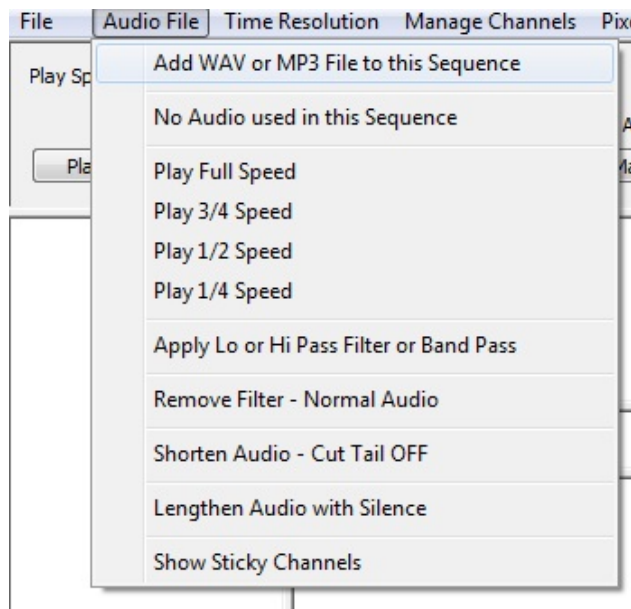 File Audio File Time Resolution Manage Channels
Add WAV or MP3 File to this Sequence
Play
No Audio used in this Sequence
Play Full Speed
Play 3/4 Speed
Play 1/2 Speed
Play 1/4 Speed
Apply Lo or Hi Pass Filter or Band Pass
Remove Filter - Normal Audio
Shorten Audio - Cut Tail OFF
Lengthen Audio with Silence
Show Sticky Channels